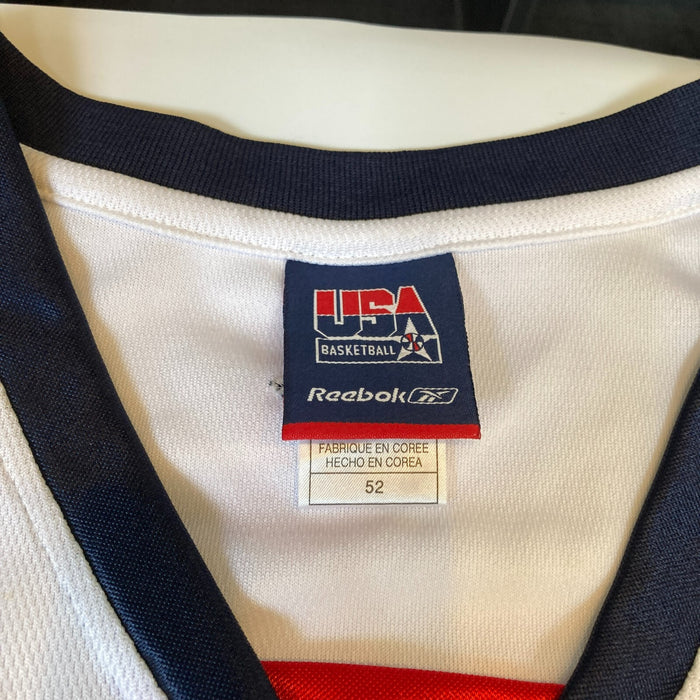 USA
BASKETBALL
Reebok
FABRIQUE EN COREE
HECHO EN COREA
52